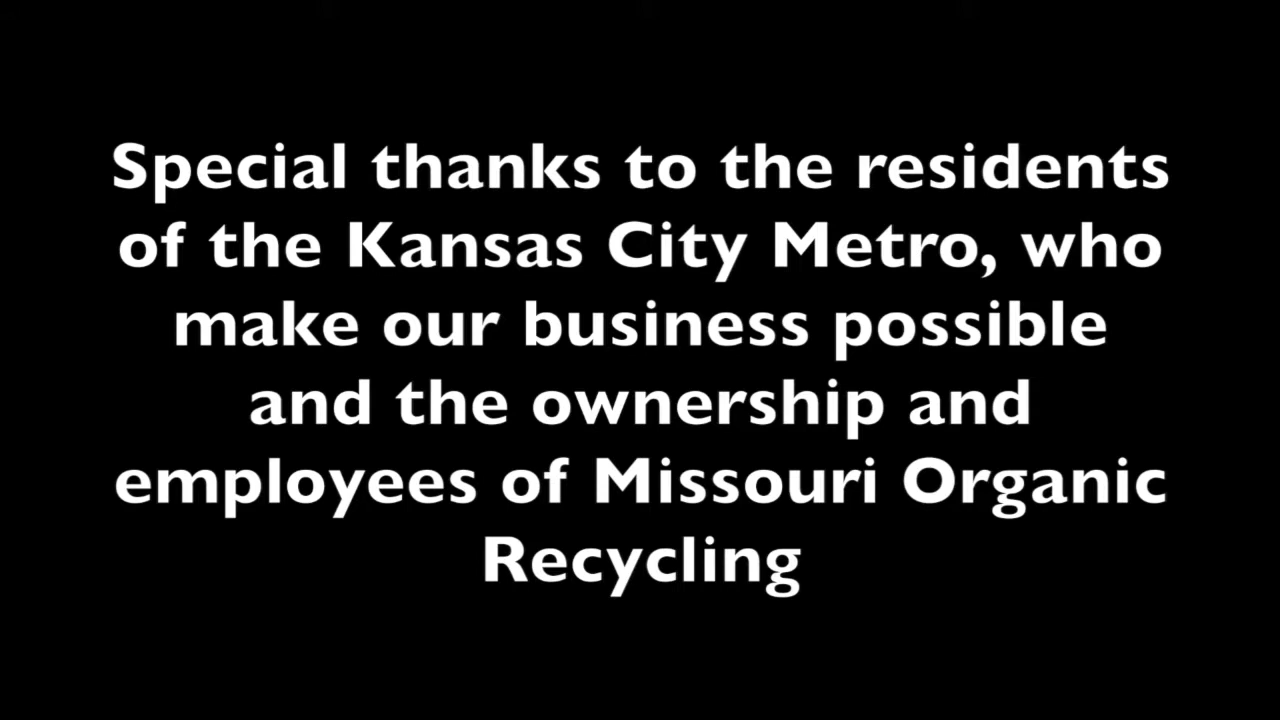 Special thanks to the residents
of the Kansas City Metro, who
make our business possible
and the ownership and
employees of Missouri Organic
Recycling